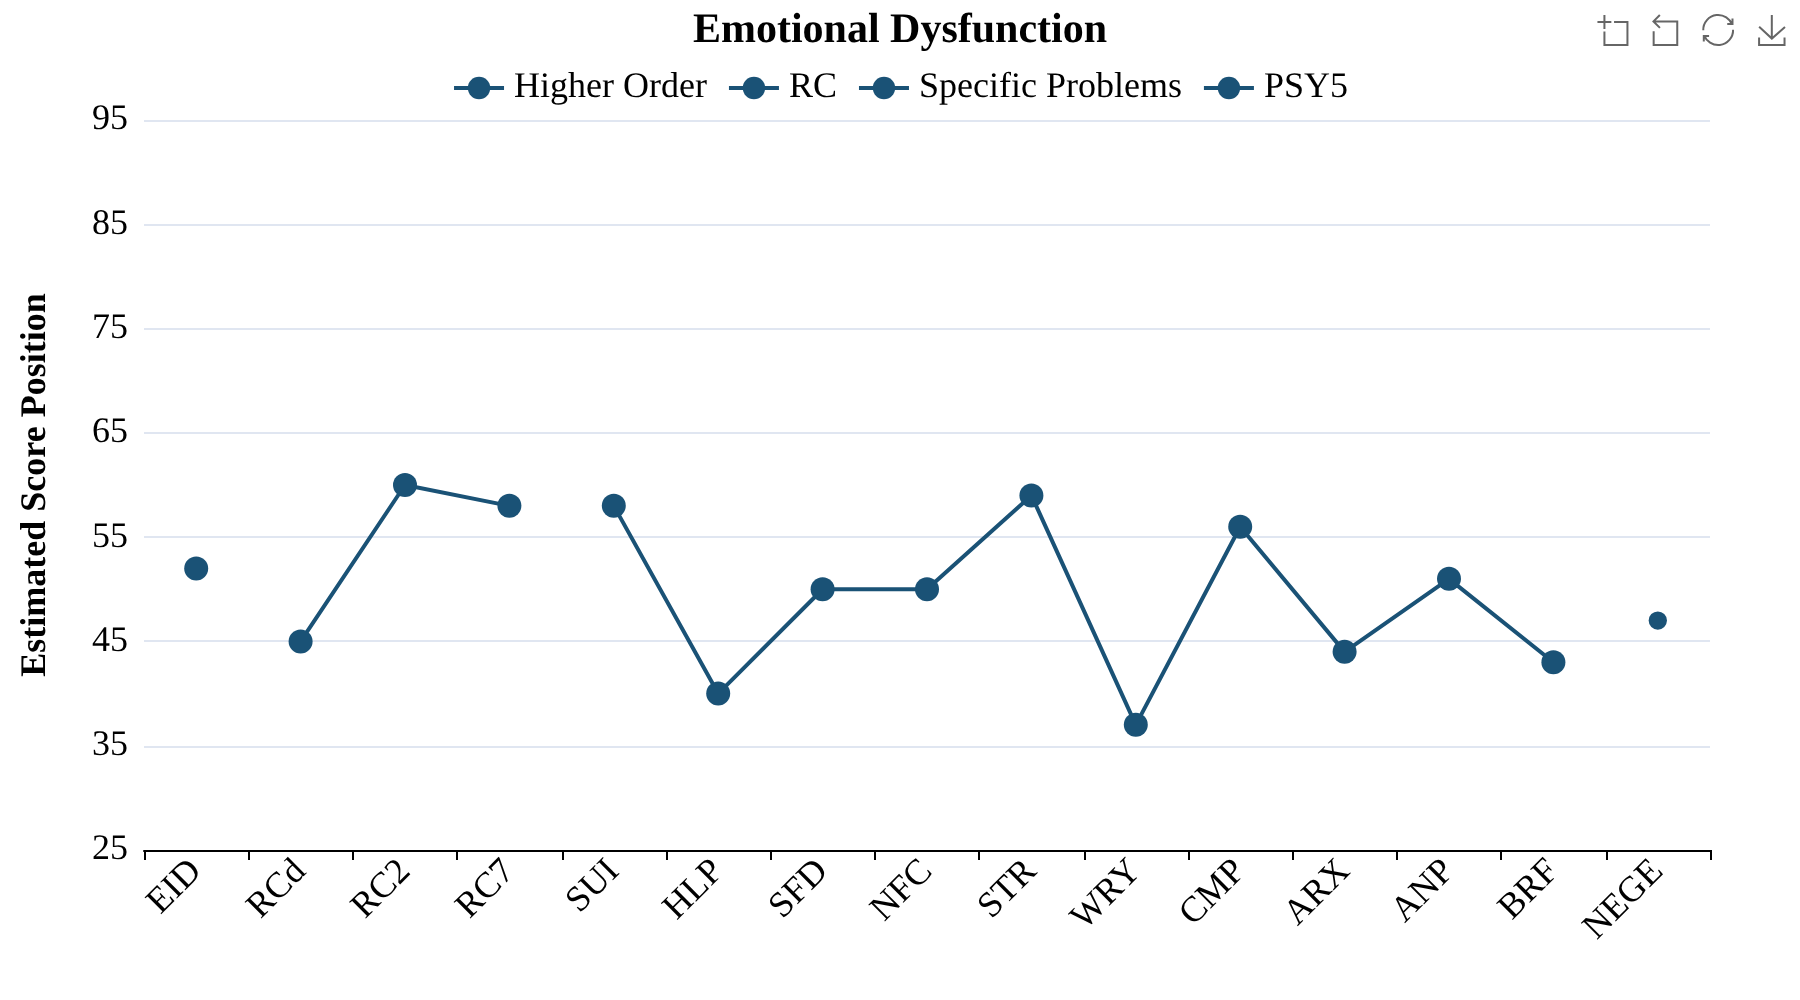 Emotional Dysfunction
Higher Order RC Specific Problems PSY5
Estimated Score Position
95
85
75
65
55
45
35
25
EID RCd RC2 RC7 SUI HLP SFD NFC STR WRY CMP ARX ANP BRF NEGE